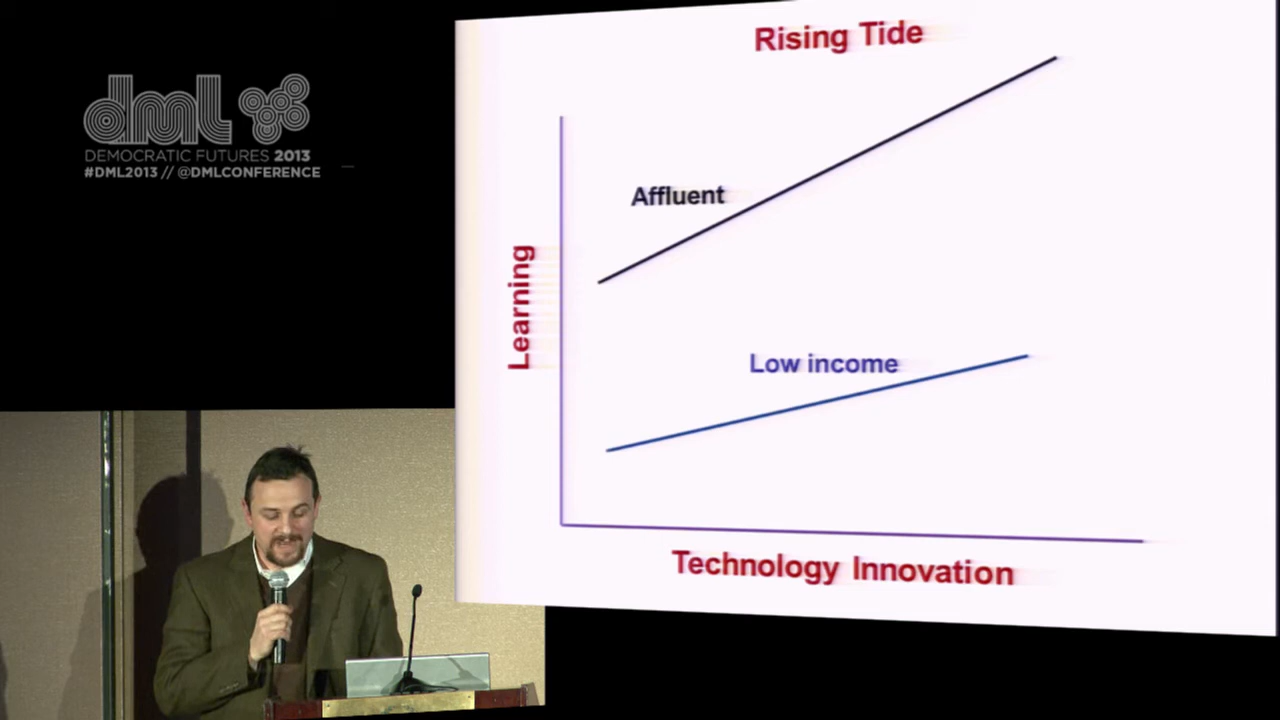 dml
DEMOCRATIC FUTURES 2013
#DML2013 // @DMLCONFERENCE
Rising Tide
Affluent
Learning
Low income
Technology Innovation